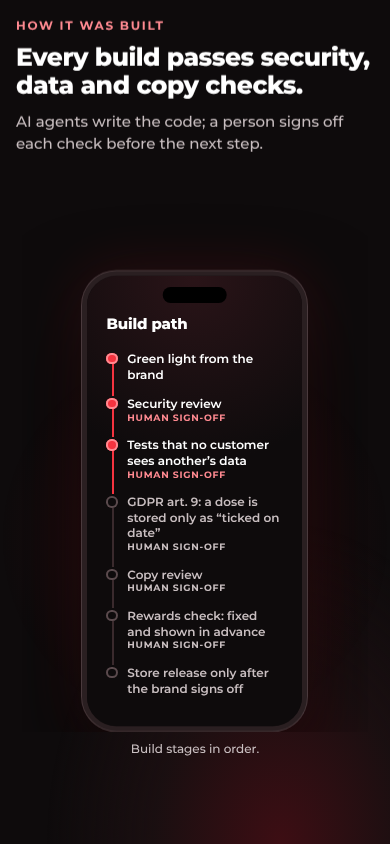 HOW IT WAS BUILT
Every build passes security,
data and copy checks.
AI agents write the code; a person signs off
each check before the next step.
Build path
Green light from the
brand
Security review
HUMAN SIGN-OFF
Tests that no customer
sees another’s data
HUMAN SIGN-OFF
GDPR art. 9: a dose is
stored only as “ticked on
date”
HUMAN SIGN-OFF
Copy review
HUMAN SIGN-OFF
Rewards check: fixed
and shown in advance
HUMAN SIGN-OFF
Store release only after
the brand signs off
Build stages in order.